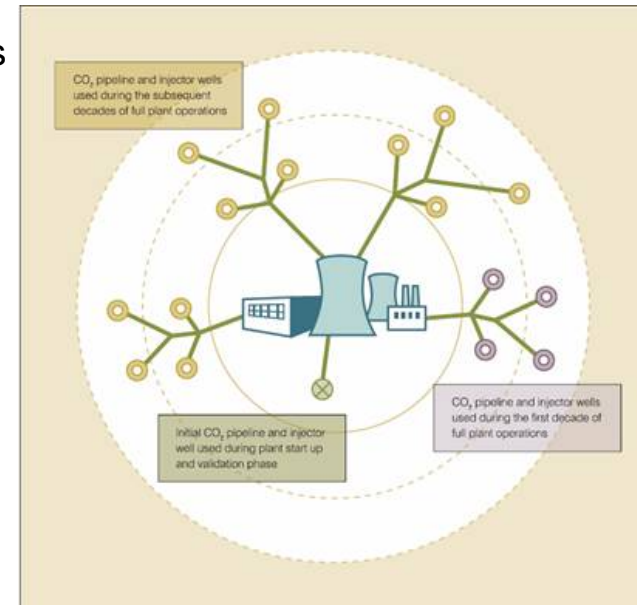 s
CO₂ pipeline and injector wells
used during the subsequent
decades of full plant operations
CO₂ pipeline and injector wells
used during the first decade of
full plant operations
Initial CO₂ pipeline and injector
well used during plant start up
and validation phase